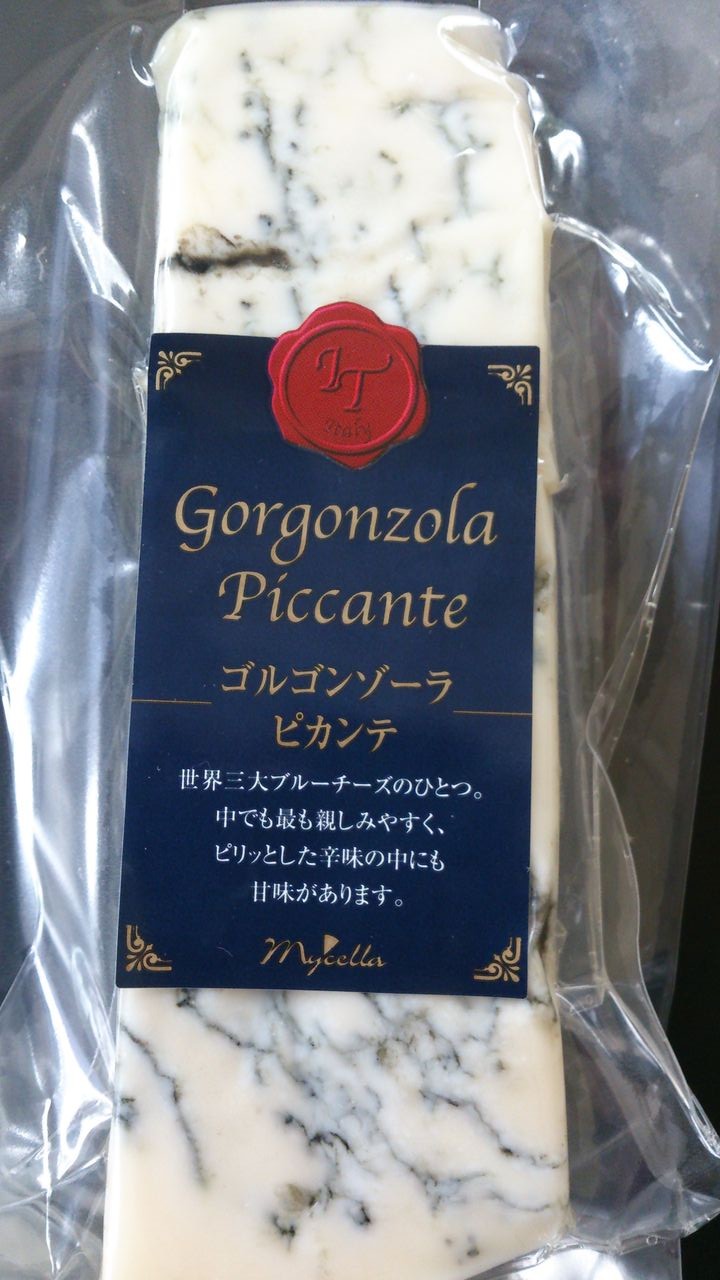 IT
Italy
Gorgonzola
Piccante
ゴルゴンゾーラ
ピカンテ
世界三大ブルーチーズのひとつ。
中でも最も親しみやすく、
ピリッとした辛味の中にも
甘味があります。
Mycella